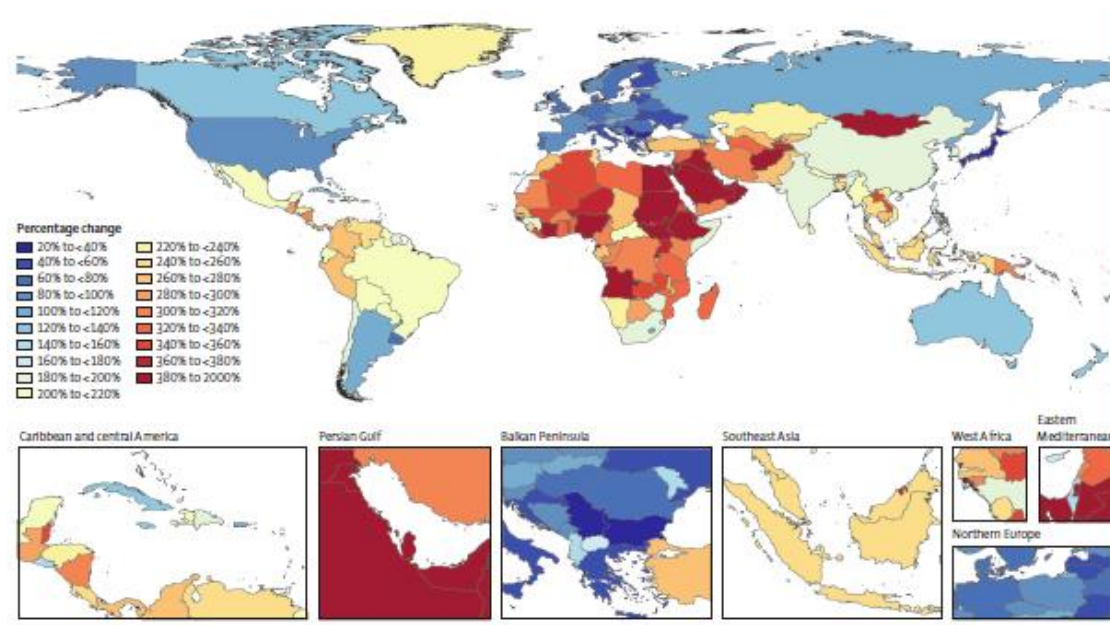 Percentage change
20% to <40%
40% to <60%
60% to <80%
80% to <100%
100% to <120%
120% to <140%
140% to <160%
160% to <180%
180% to <200%
200% to <220%
220% to <240%
240% to <260%
260% to <280%
280% to <300%
300% to <320%
320% to <340%
340% to <360%
360% to <380%
380% to 2000%
Caribbean and central America
Persian Gulf
Balkan Peninsula
Southeast Asia
West Africa
Eastern
Mediterranean
Northern Europe